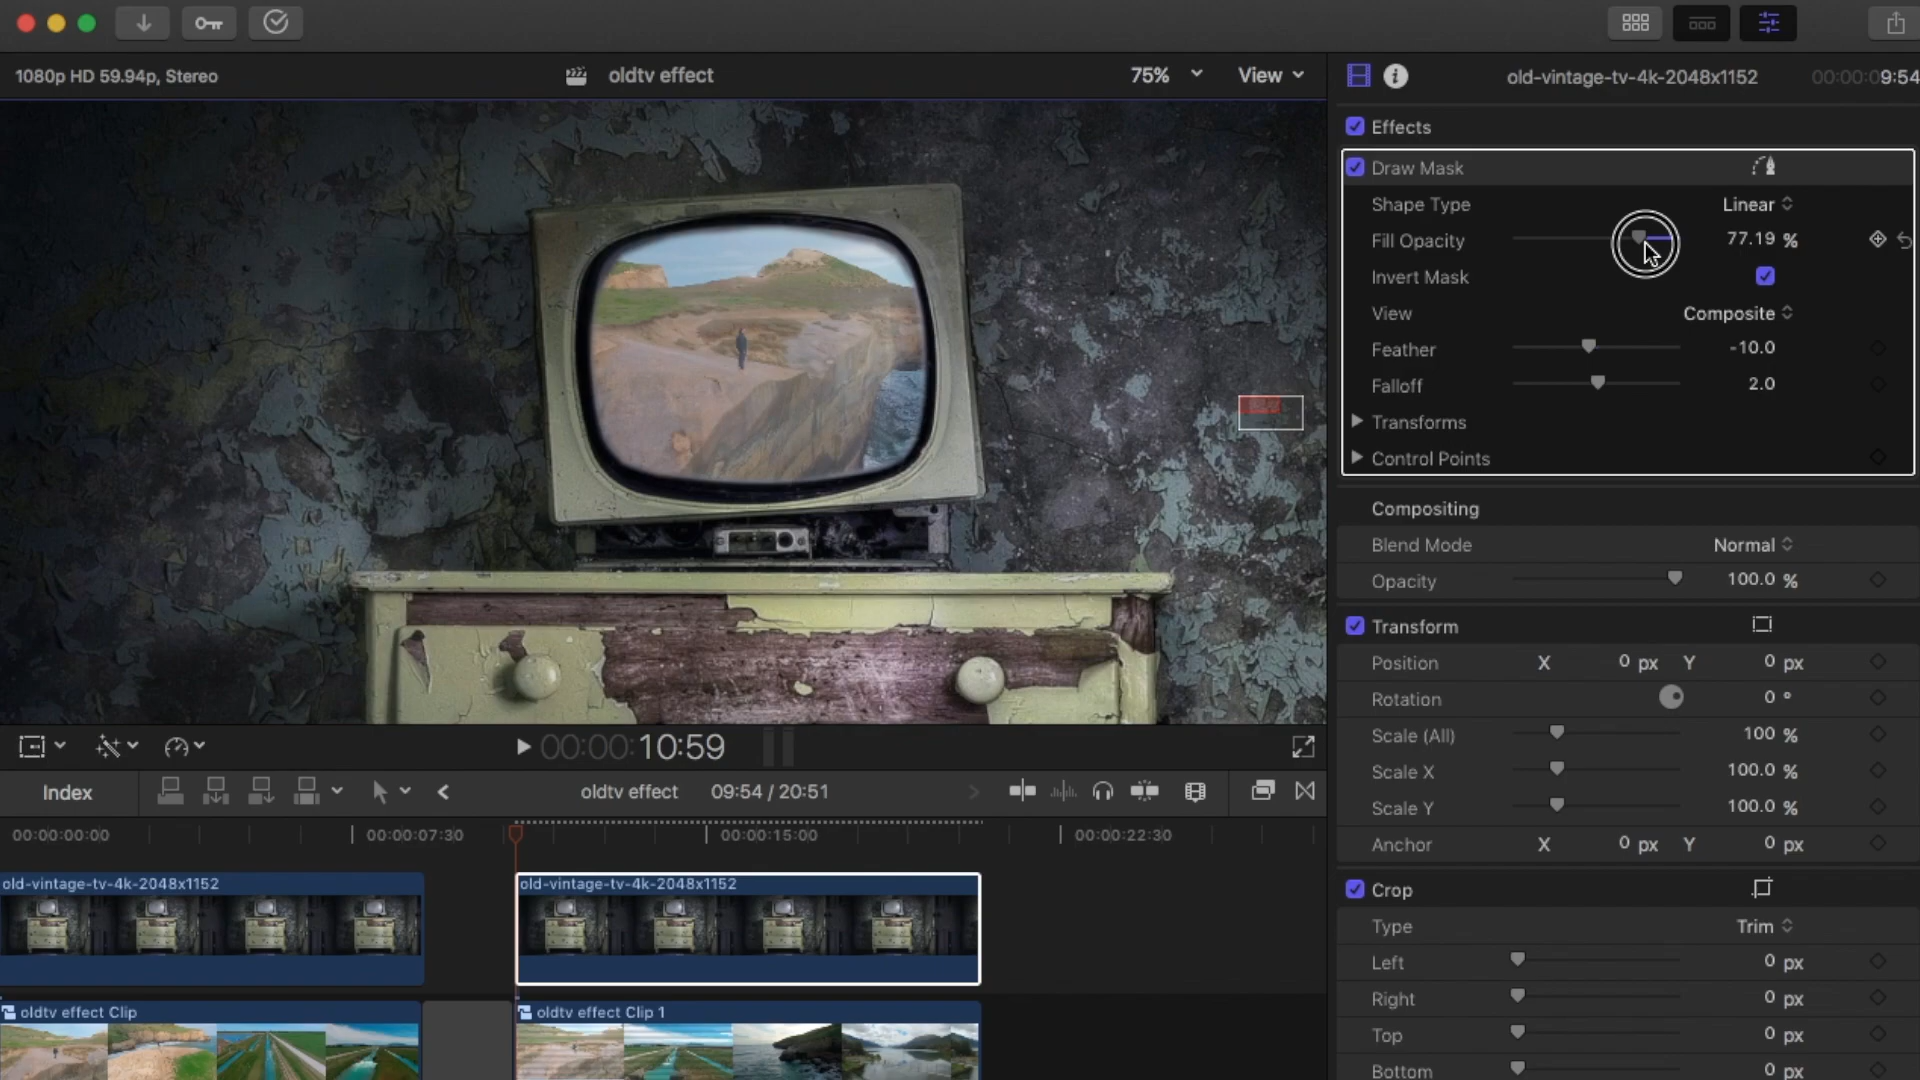 1080p HD 59.94p, Stereo
oldtv effect
75%
View
old-vintage-tv-4k-2048x1152
00:00:09:54
Effects
Draw Mask
Shape Type Linear
Fill Opacity 77.19 %
Invert Mask
View Composite
Feather -10.0
Falloff 2.0
Transforms
Control Points
Compositing
Blend Mode Normal
Opacity 100.0 %
Transform
Position X 0 px Y 0 px
Rotation 0 °
Scale (All) 100 %
Scale X 100.0 %
Scale Y 100.0 %
Anchor X 0 px Y 0 px
Crop
Type Trim
Left 0 px
Right 0 px
Top 0 px
Bottom 0 px
00:00:10:59
Index
oldtv effect
09:54 / 20:51
00:00:00:00
00:00:07:30
00:00:15:00
00:00:22:30
old-vintage-tv-4k-2048x1152
old-vintage-tv-4k-2048x1152
oldtv effect Clip
oldtv effect Clip 1